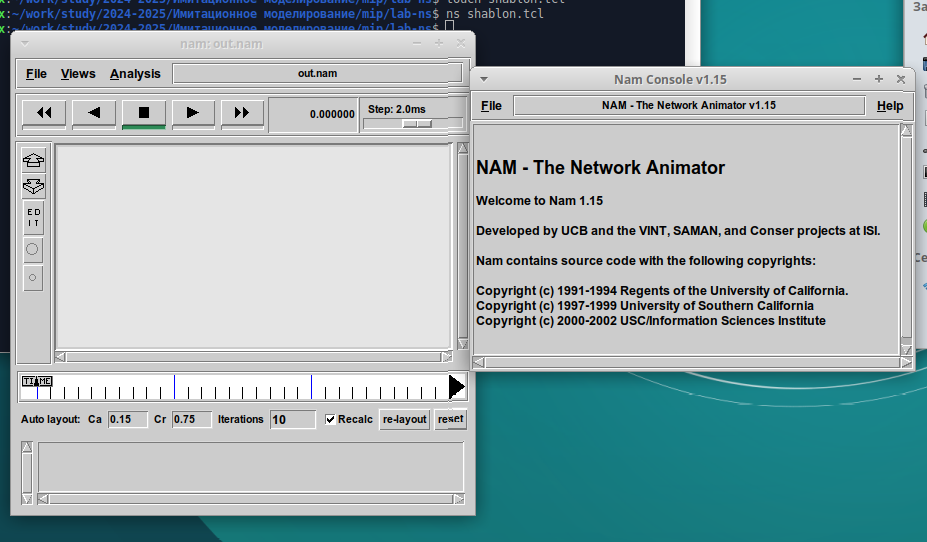 x:~/work/study/2024-2025/Имитационное моделирование/mip/lab-ns$ touch shablon.tcl
x:~/work/study/2024-2025/Имитационное моделирование/mip/lab-ns$ ns shablon.tcl
x:~/work/study/2024-2025/Имитационное моделирование/mip/lab-ns$
nam: out.nam
File Views Analysis out.nam
0.000000 Step: 2.0ms
ED
IT
TIME
Auto layout: Ca 0.15 Cr 0.75 Iterations 10 Recalc re-layout reset
Nam Console v1.15
File NAM - The Network Animator v1.15 Help
NAM - The Network Animator
Welcome to Nam 1.15
Developed by UCB and the VINT, SAMAN, and Conser projects at ISI.
Nam contains source code with the following copyrights:
Copyright (c) 1991-1994 Regents of the University of California.
Copyright (c) 1997-1999 University of Southern California
Copyright (c) 2000-2002 USC/Information Sciences Institute
За
Се